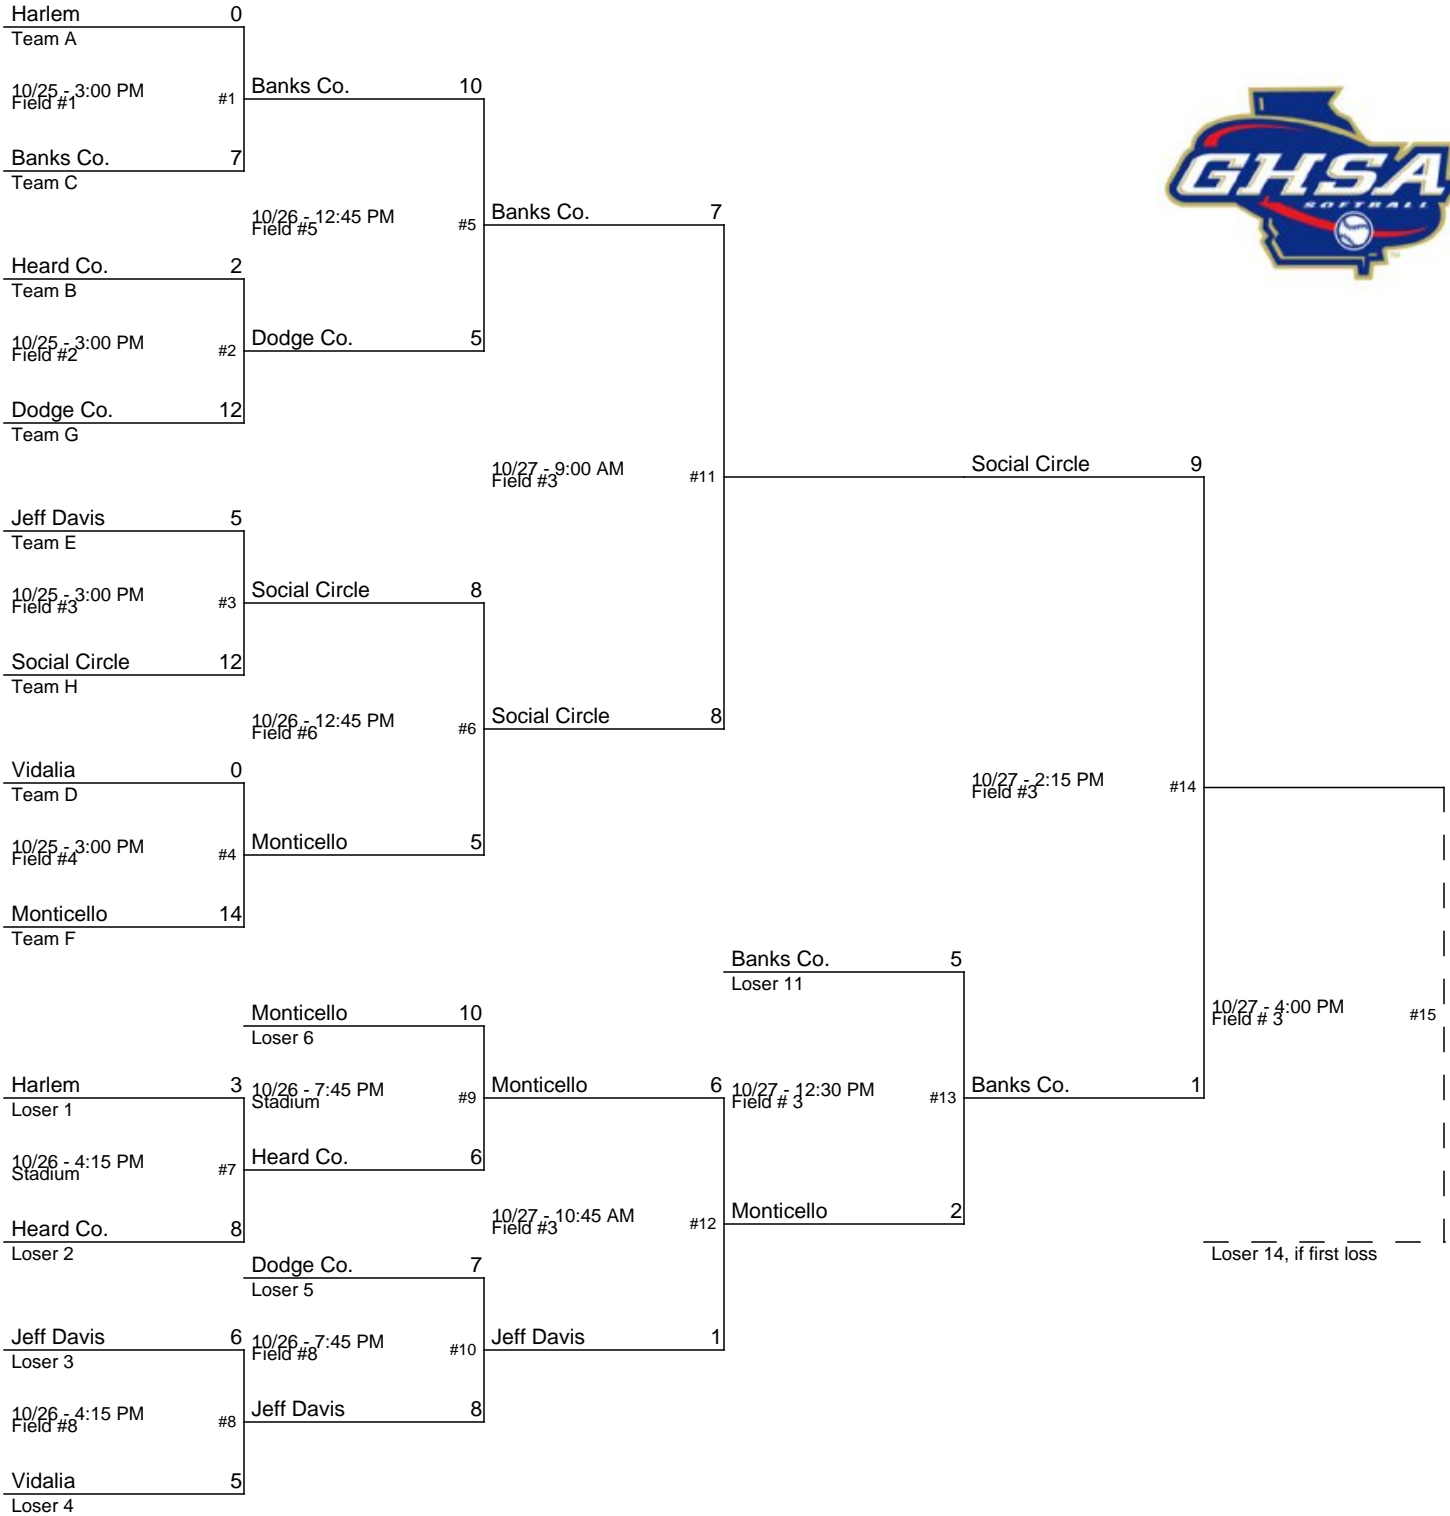 Harlem 0
Team A
10/25 - 3:00 PM
Field #1
#1
Banks Co. 7
Team C
Heard Co. 2
Team B
10/25 - 3:00 PM
Field #2
#2
Dodge Co. 12
Team G
Jeff Davis 5
Team E
10/25 - 3:00 PM
Field #3
#3
Social Circle 12
Team H
Vidalia 0
Team D
10/25 - 3:00 PM
Field #4
#4
Monticello 14
Team F
Harlem 3
Loser 1
10/26 - 4:15 PM
Stadium
#7
Heard Co. 8
Loser 2
Jeff Davis 6
Loser 3
10/26 - 4:15 PM
Field #8
#8
Vidalia 5
Loser 4
Banks Co. 10
10/26 - 12:45 PM
Field #5
#5
Dodge Co. 5
Social Circle 8
10/26 - 12:45 PM
Field #6
#6
Monticello 5
Monticello 10
Loser 6
10/26 - 7:45 PM
Stadium
#9
Heard Co. 6
Dodge Co. 7
Loser 5
10/26 - 7:45 PM
Field #8
#10
Jeff Davis 8
Banks Co. 7
10/27 - 9:00 AM
Field #3
#11
Social Circle 8
Monticello 6
10/27 - 10:45 AM
Field #3
#12
Jeff Davis 1
Banks Co. 5
Loser 11
10/27 - 12:30 PM
Field # 3
#13
Monticello 2
Social Circle 9
10/27 - 2:15 PM
Field #3
#14
Banks Co. 1
10/27 - 4:00 PM
Field # 3
#15
Loser 14, if first loss
GHSA
SOFTBALL
TM